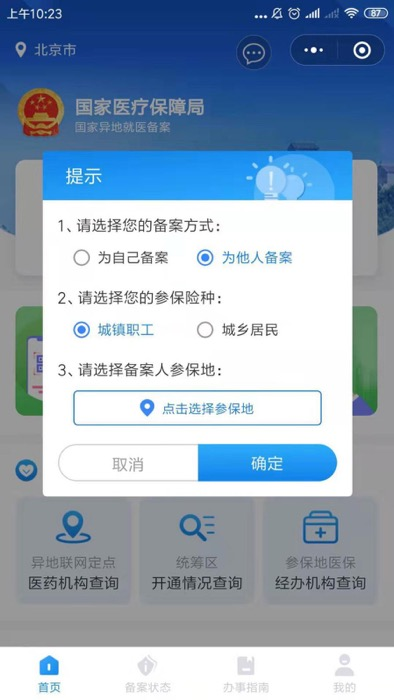 上午10:23
87
北京市
国家医疗保障局
国家异地就医备案
提示
1、请选择您的备案方式：
为自己备案
为他人备案
2、请选择您的参保险种：
城镇职工
城乡居民
3、请选择备案人参保地：
点击选择参保地
取消
确定
异地联网定点
医药机构查询
统筹区
开通情况查询
参保地医保
经办机构查询
首页
备案状态
办事指南
我的